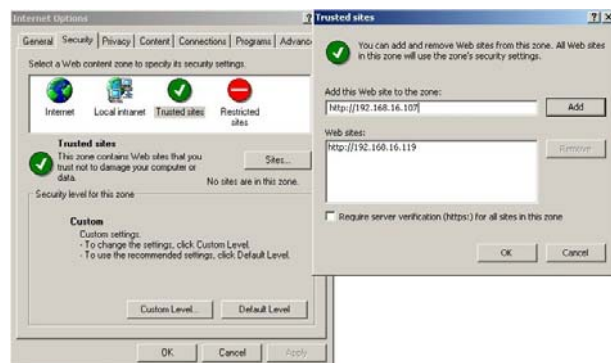 Internet Options
?
General Security Privacy Content Connections Programs Advanc
Select a Web content zone to specify its security settings.
Internet Local intranet Trusted sites Restricted sites
Trusted sites
This zone contains Web sites that you
trust not to damage your computer or
data.
Sites...
No sites are in this zone.
Security level for this zone
Custom
Custom settings.
- To change the settings, click Custom Level.
- To use the recommended settings, click Default Level.
Custom Level... Default Level
OK Cancel Apply
Trusted sites
? X
You can add and remove Web sites from this zone. All Web sites
in this zone will use the zone's security settings.
Add this Web site to the zone:
http://192.168.16.107
Add
Web sites:
http://192.168.16.119
Remove
Require server verification (https:) for all sites in this zone
OK Cancel